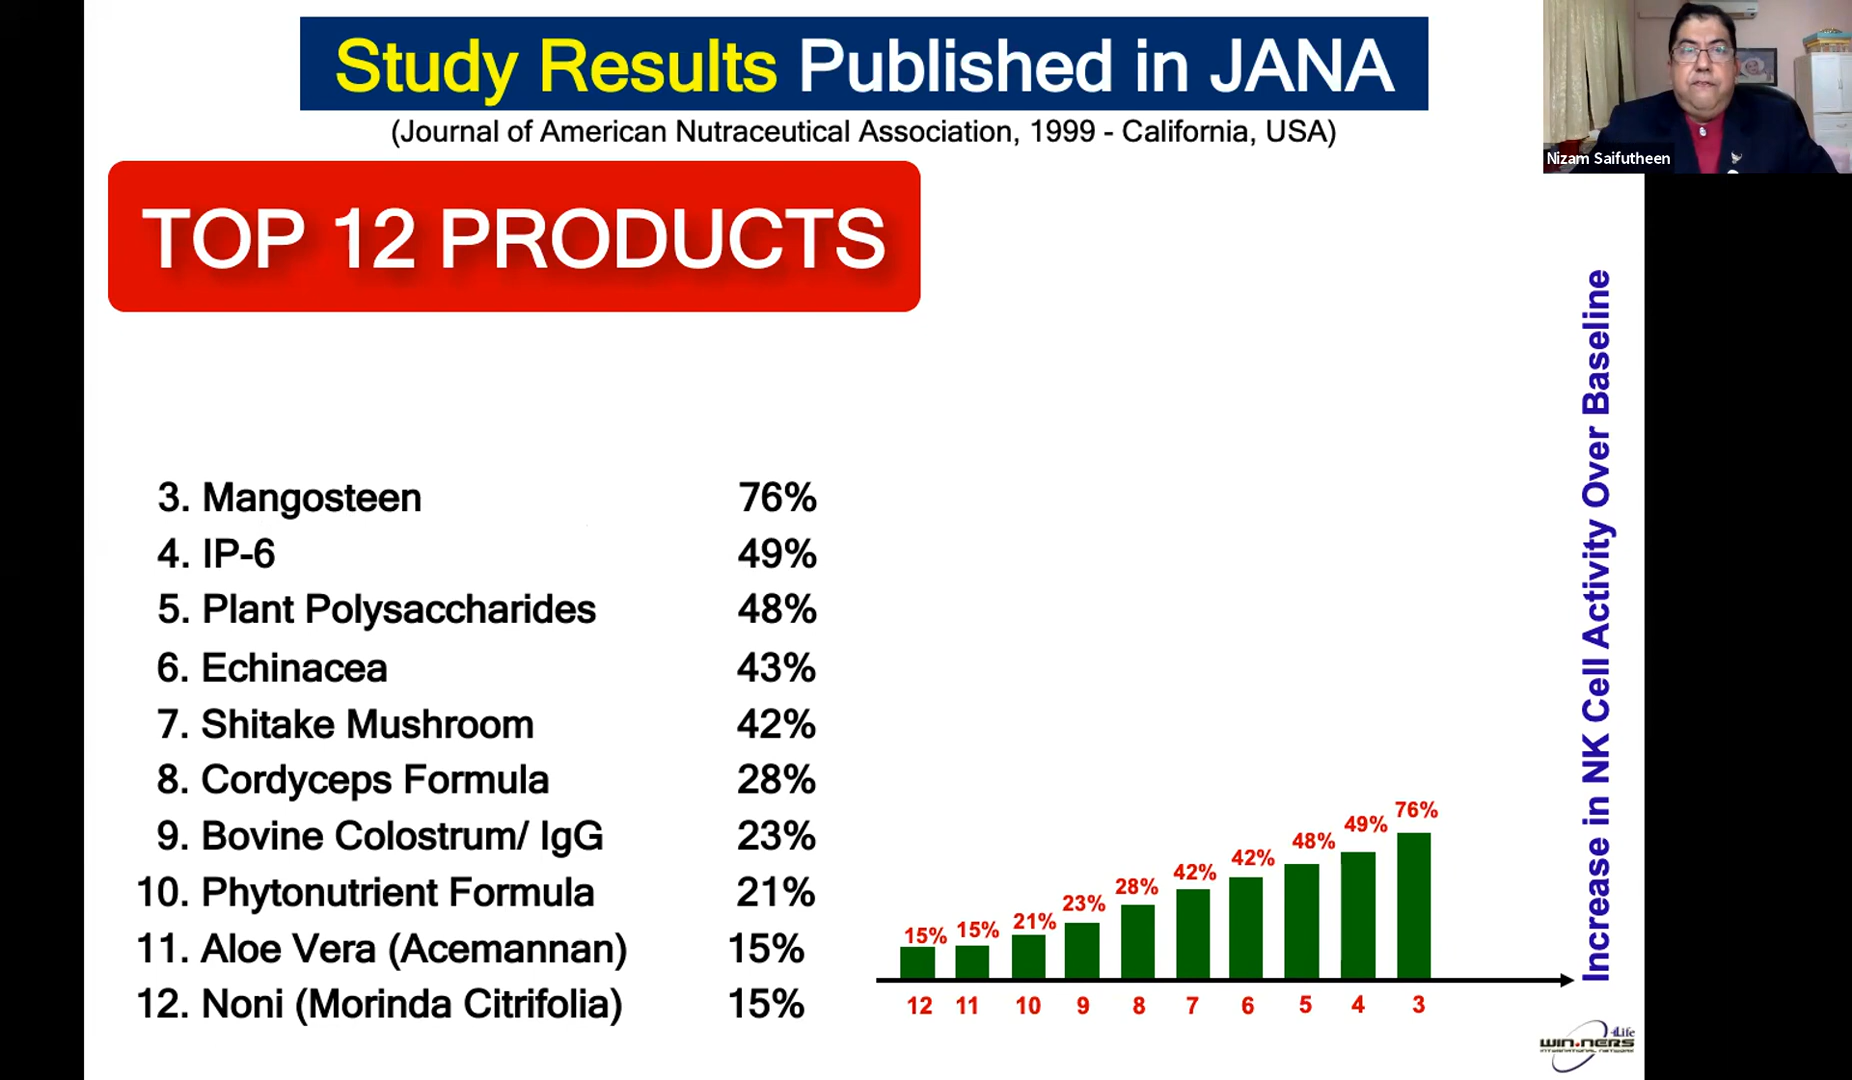 Study Results Published in JANA
(Journal of American Nutraceutical Association, 1999 - California, USA)
Nizam Saifutheen
TOP 12 PRODUCTS
3. Mangosteen 76%
4. IP-6 49%
5. Plant Polysaccharides 48%
6. Echinacea 43%
7. Shitake Mushroom 42%
8. Cordyceps Formula 28%
9. Bovine Colostrum/ IgG 23%
10. Phytonutrient Formula 21%
11. Aloe Vera (Acemannan) 15%
12. Noni (Morinda Citrifolia) 15%
15% 15% 21% 23% 28% 42% 42% 48% 49% 76%
12 11 10 9 8 7 6 5 4 3
Increase in NK Cell Activity Over Baseline
4Life
WIN.NERS
INTERNATIONAL NETWORK